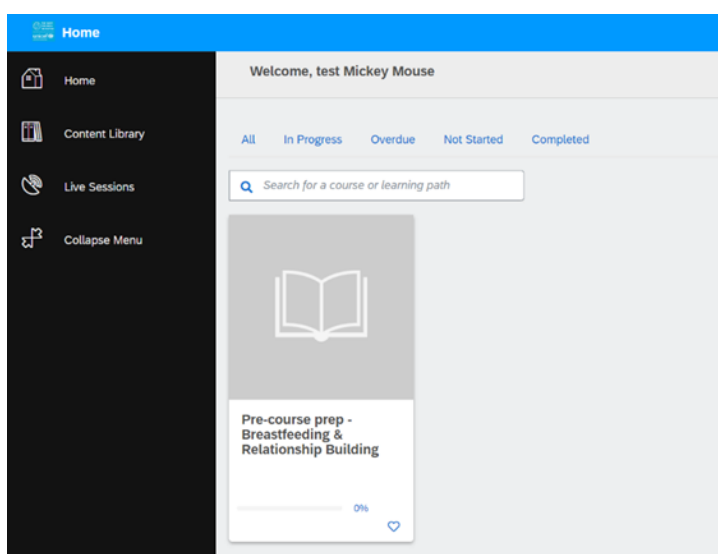 Home
Home
Welcome, test Mickey Mouse
Content Library
All In Progress Overdue Not Started Completed
Live Sessions
Search for a course or learning path
Collapse Menu
Pre-course prep -
Breastfeeding &
Relationship Building
0%